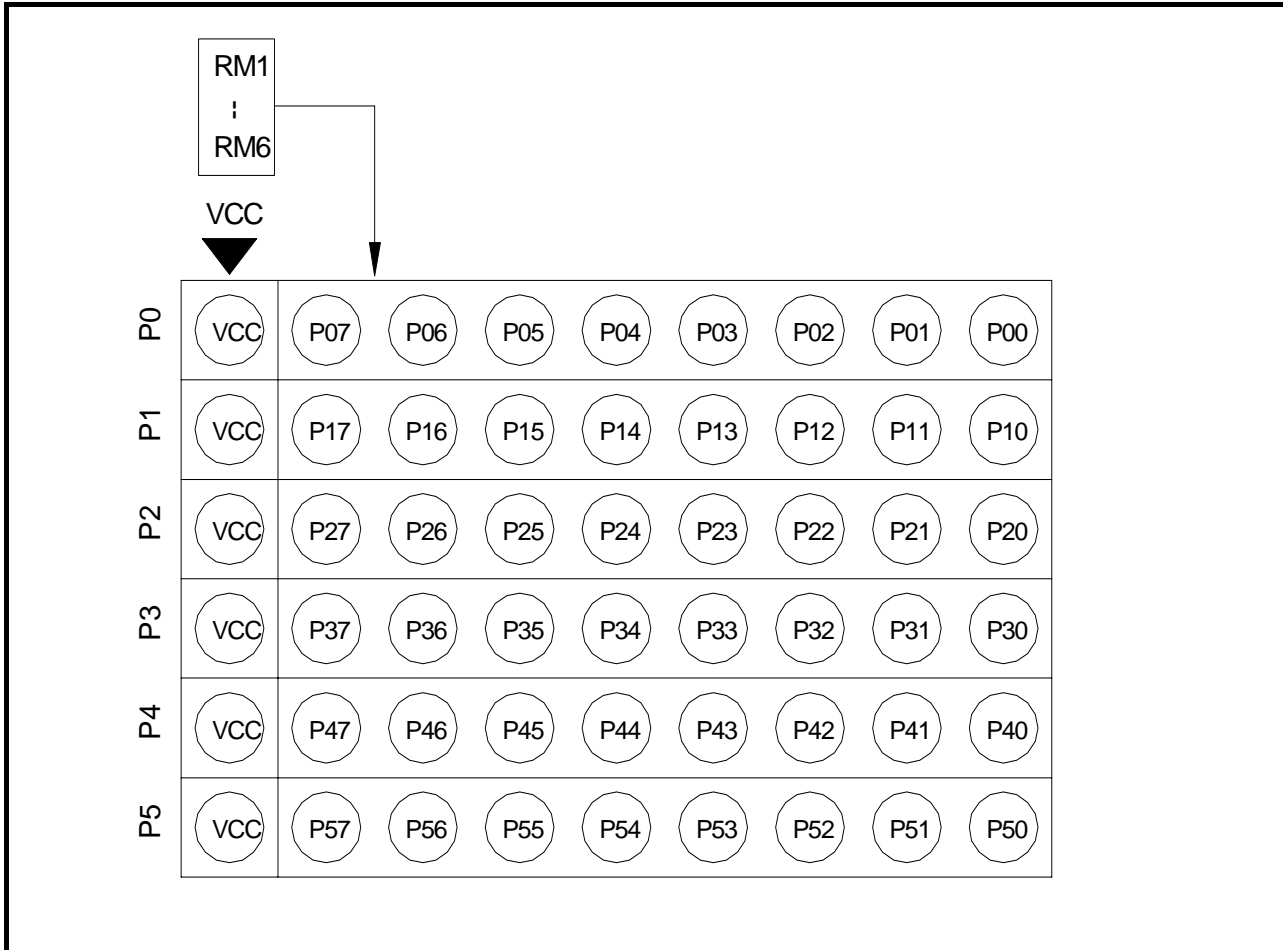 RM1
¦
RM6
VCC
P0 VCC P07 P06 P05 P04 P03 P02 P01 P00
P1 VCC P17 P16 P15 P14 P13 P12 P11 P10
P2 VCC P27 P26 P25 P24 P23 P22 P21 P20
P3 VCC P37 P36 P35 P34 P33 P32 P31 P30
P4 VCC P47 P46 P45 P44 P43 P42 P41 P40
P5 VCC P57 P56 P55 P54 P53 P52 P51 P50